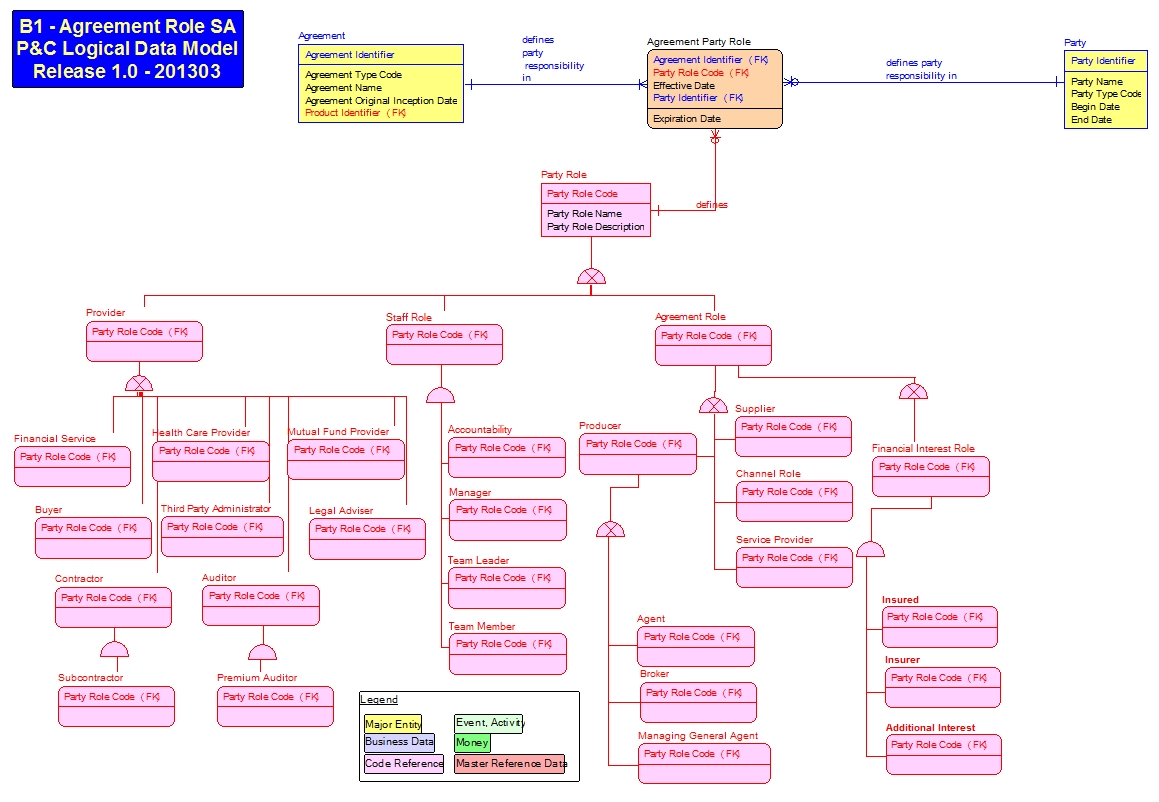 B1 - Agreement Role SA
P&C Logical Data Model
Release 1.0 - 201303
Agreement
Agreement Identifier
Agreement Type Code
Agreement Name
Agreement Original Inception Date
Product Identifier (FK)
defines
party
responsibility
in
Agreement Party Role
Agreement Identifier (FK)
Party Role Code (FK)
Effective Date
Party Identifier (FK)
Expiration Date
defines party
responsibility in
Party
Party Identifier
Party Name
Party Type Code
Begin Date
End Date
Party Role
Party Role Code
Party Role Name
Party Role Description
defines
Provider
Party Role Code (FK)
Staff Role
Party Role Code (FK)
Agreement Role
Party Role Code (FK)
Financial Service
Party Role Code (FK)
Health Care Provider
Party Role Code (FK)
Mutual Fund Provider
Party Role Code (FK)
Buyer
Party Role Code (FK)
Third Party Administrator
Party Role Code (FK)
Legal Adviser
Party Role Code (FK)
Contractor
Party Role Code (FK)
Auditor
Party Role Code (FK)
Subcontractor
Party Role Code (FK)
Premium Auditor
Party Role Code (FK)
Accountability
Party Role Code (FK)
Manager
Party Role Code (FK)
Team Leader
Party Role Code (FK)
Team Member
Party Role Code (FK)
Producer
Party Role Code (FK)
Supplier
Party Role Code (FK)
Channel Role
Party Role Code (FK)
Service Provider
Party Role Code (FK)
Financial Interest Role
Party Role Code (FK)
Agent
Party Role Code (FK)
Broker
Party Role Code (FK)
Managing General Agent
Party Role Code (FK)
Insured
Party Role Code (FK)
Insurer
Party Role Code (FK)
Additional Interest
Party Role Code (FK)
Legend
Major Entity
Event, Activity
Business Data
Money
Code Reference
Master Reference Data